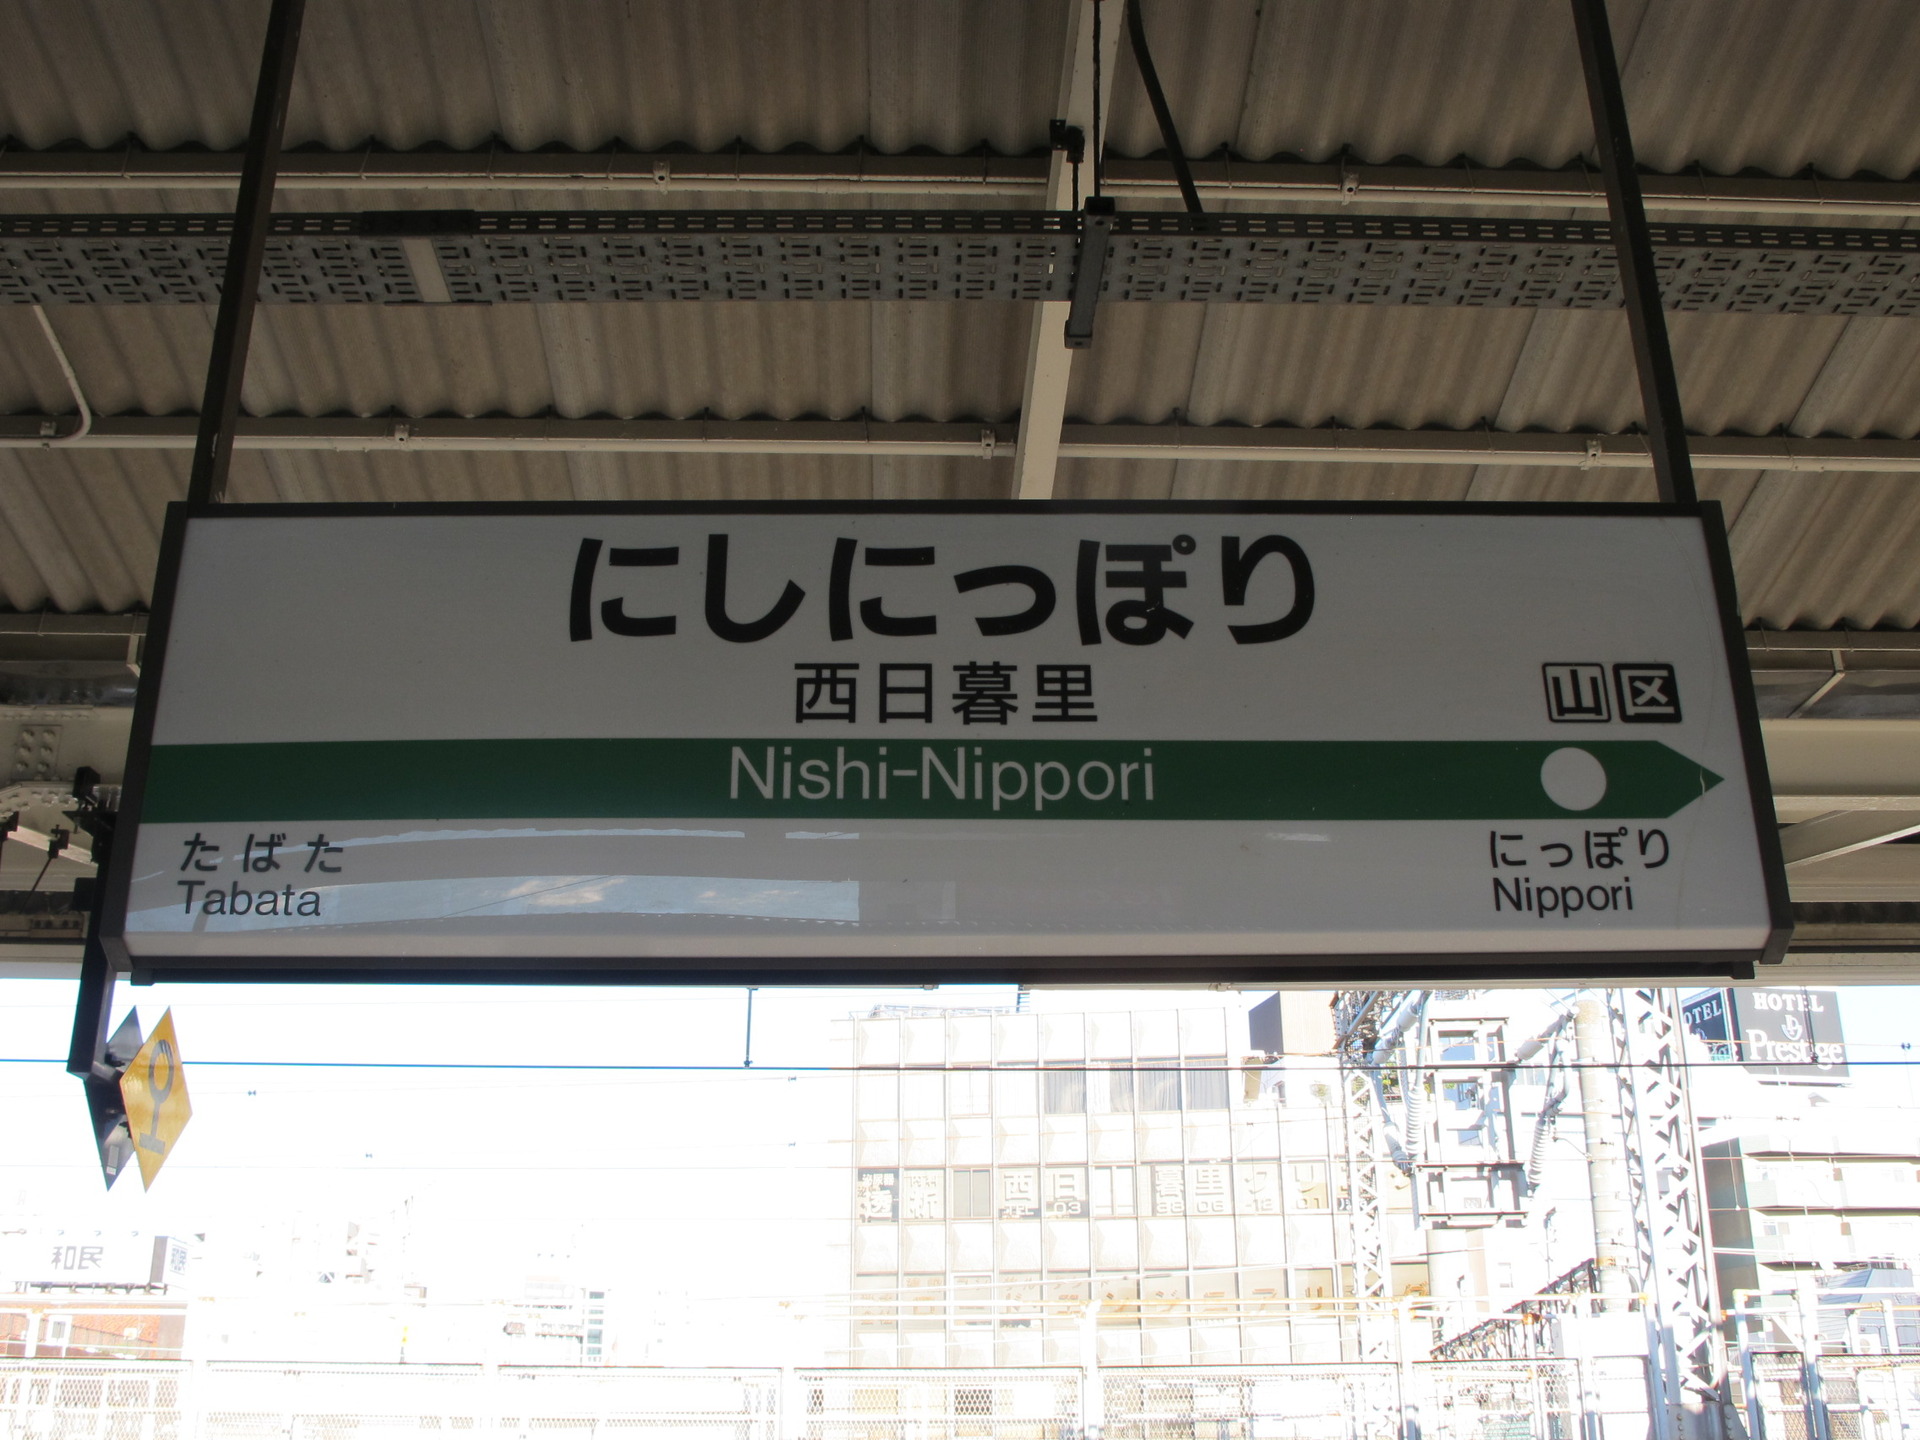 にしにっぽり
西日暮里
山 区
Nishi-Nippori
たばた
Tabata
にっぽり
Nippori
HOTEL
Prestige
和民